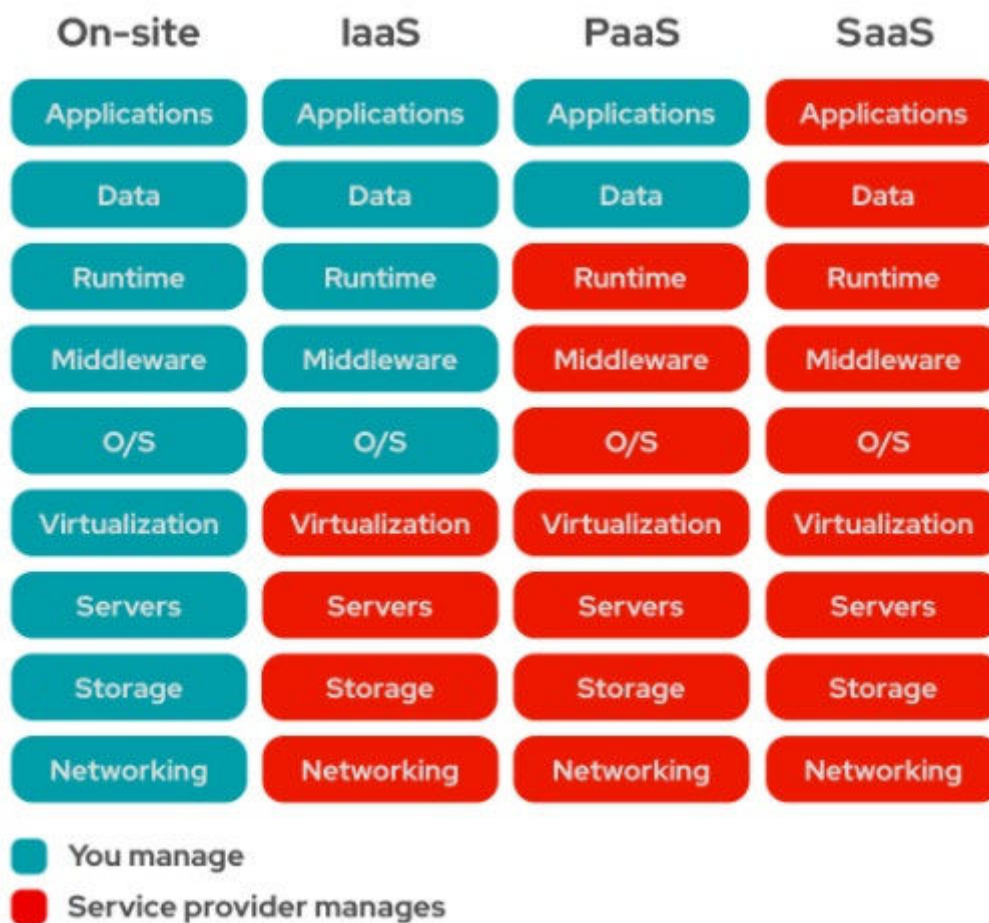 On-site IaaS PaaS SaaS
Applications Applications Applications Applications
Data Data Data Data
Runtime Runtime Runtime Runtime
Middleware Middleware Middleware Middleware
O/S O/S O/S O/S
Virtualization Virtualization Virtualization Virtualization
Servers Servers Servers Servers
Storage Storage Storage Storage
Networking Networking Networking Networking
You manage
Service provider manages